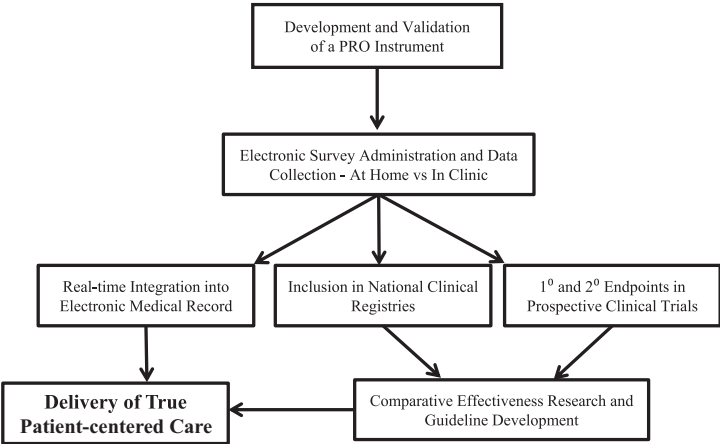 Development and Validation
of a PRO Instrument
Electronic Survey Administration and Data
Collection - At Home vs In Clinic
Real-time Integration into
Electronic Medical Record
Inclusion in National Clinical
Registries
1⁰ and 2⁰ Endpoints in
Prospective Clinical Trials
Delivery of True
Patient-centered Care
Comparative Effectiveness Research and
Guideline Development